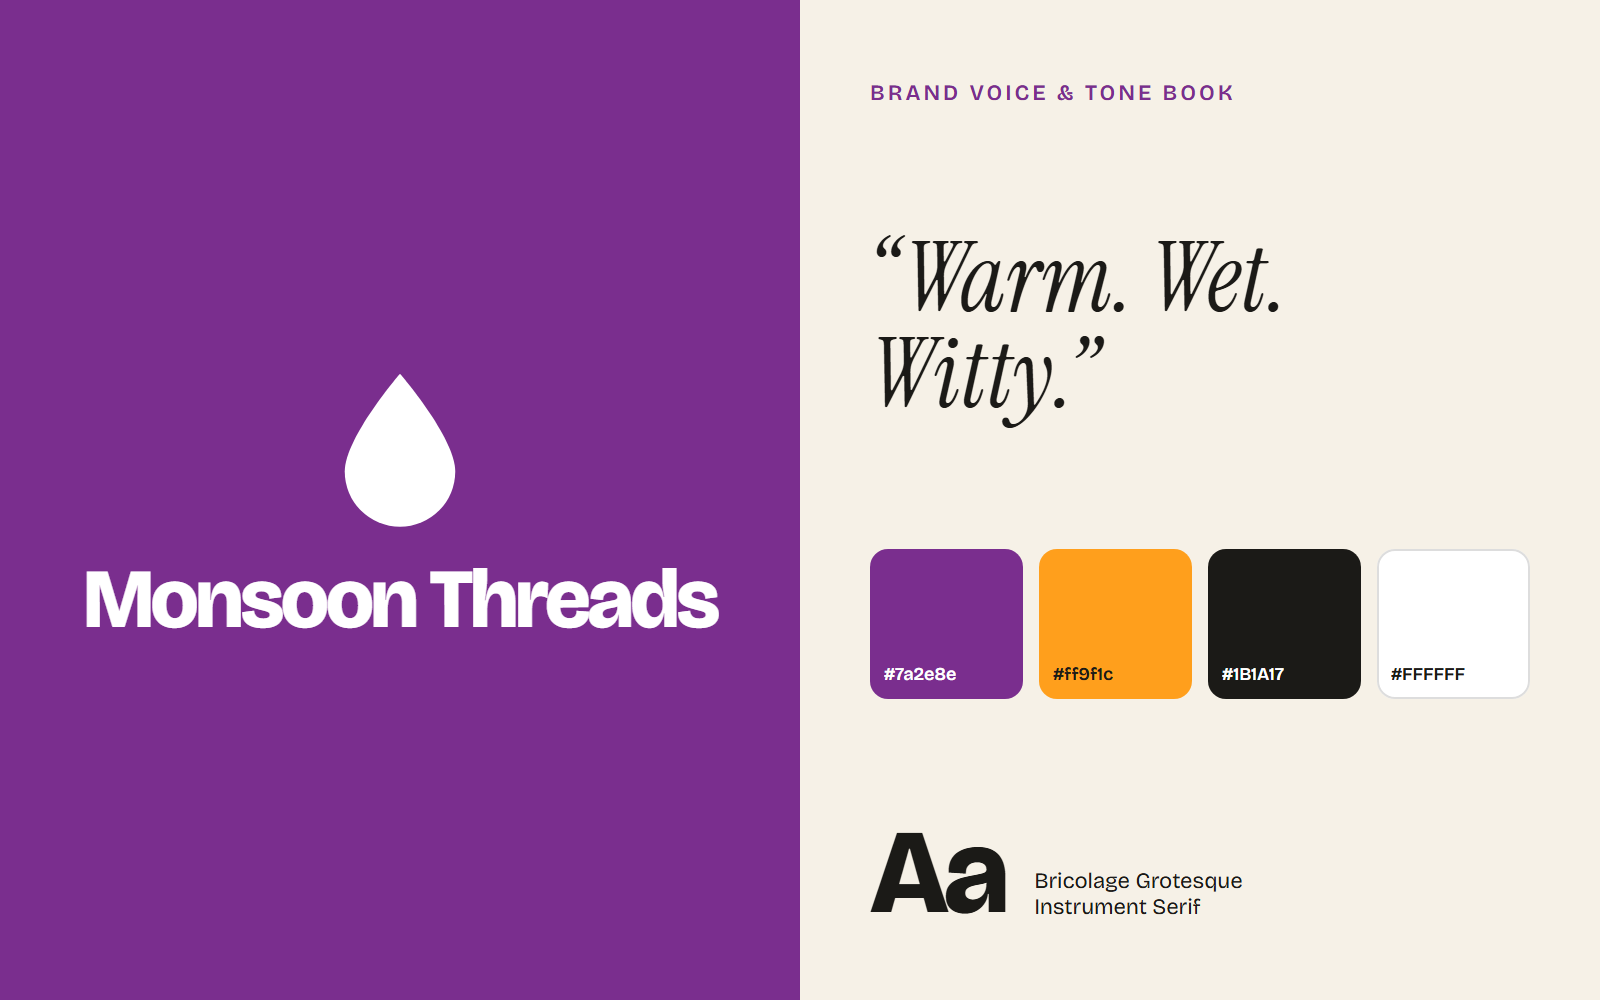 Monsoon Threads
BRAND VOICE & TONE BOOK
“Warm. Wet.
Witty.”
#7a2e8e
#ff9f1c
#1B1A17
#FFFFFF
Aa
Bricolage Grotesque
Instrument Serif